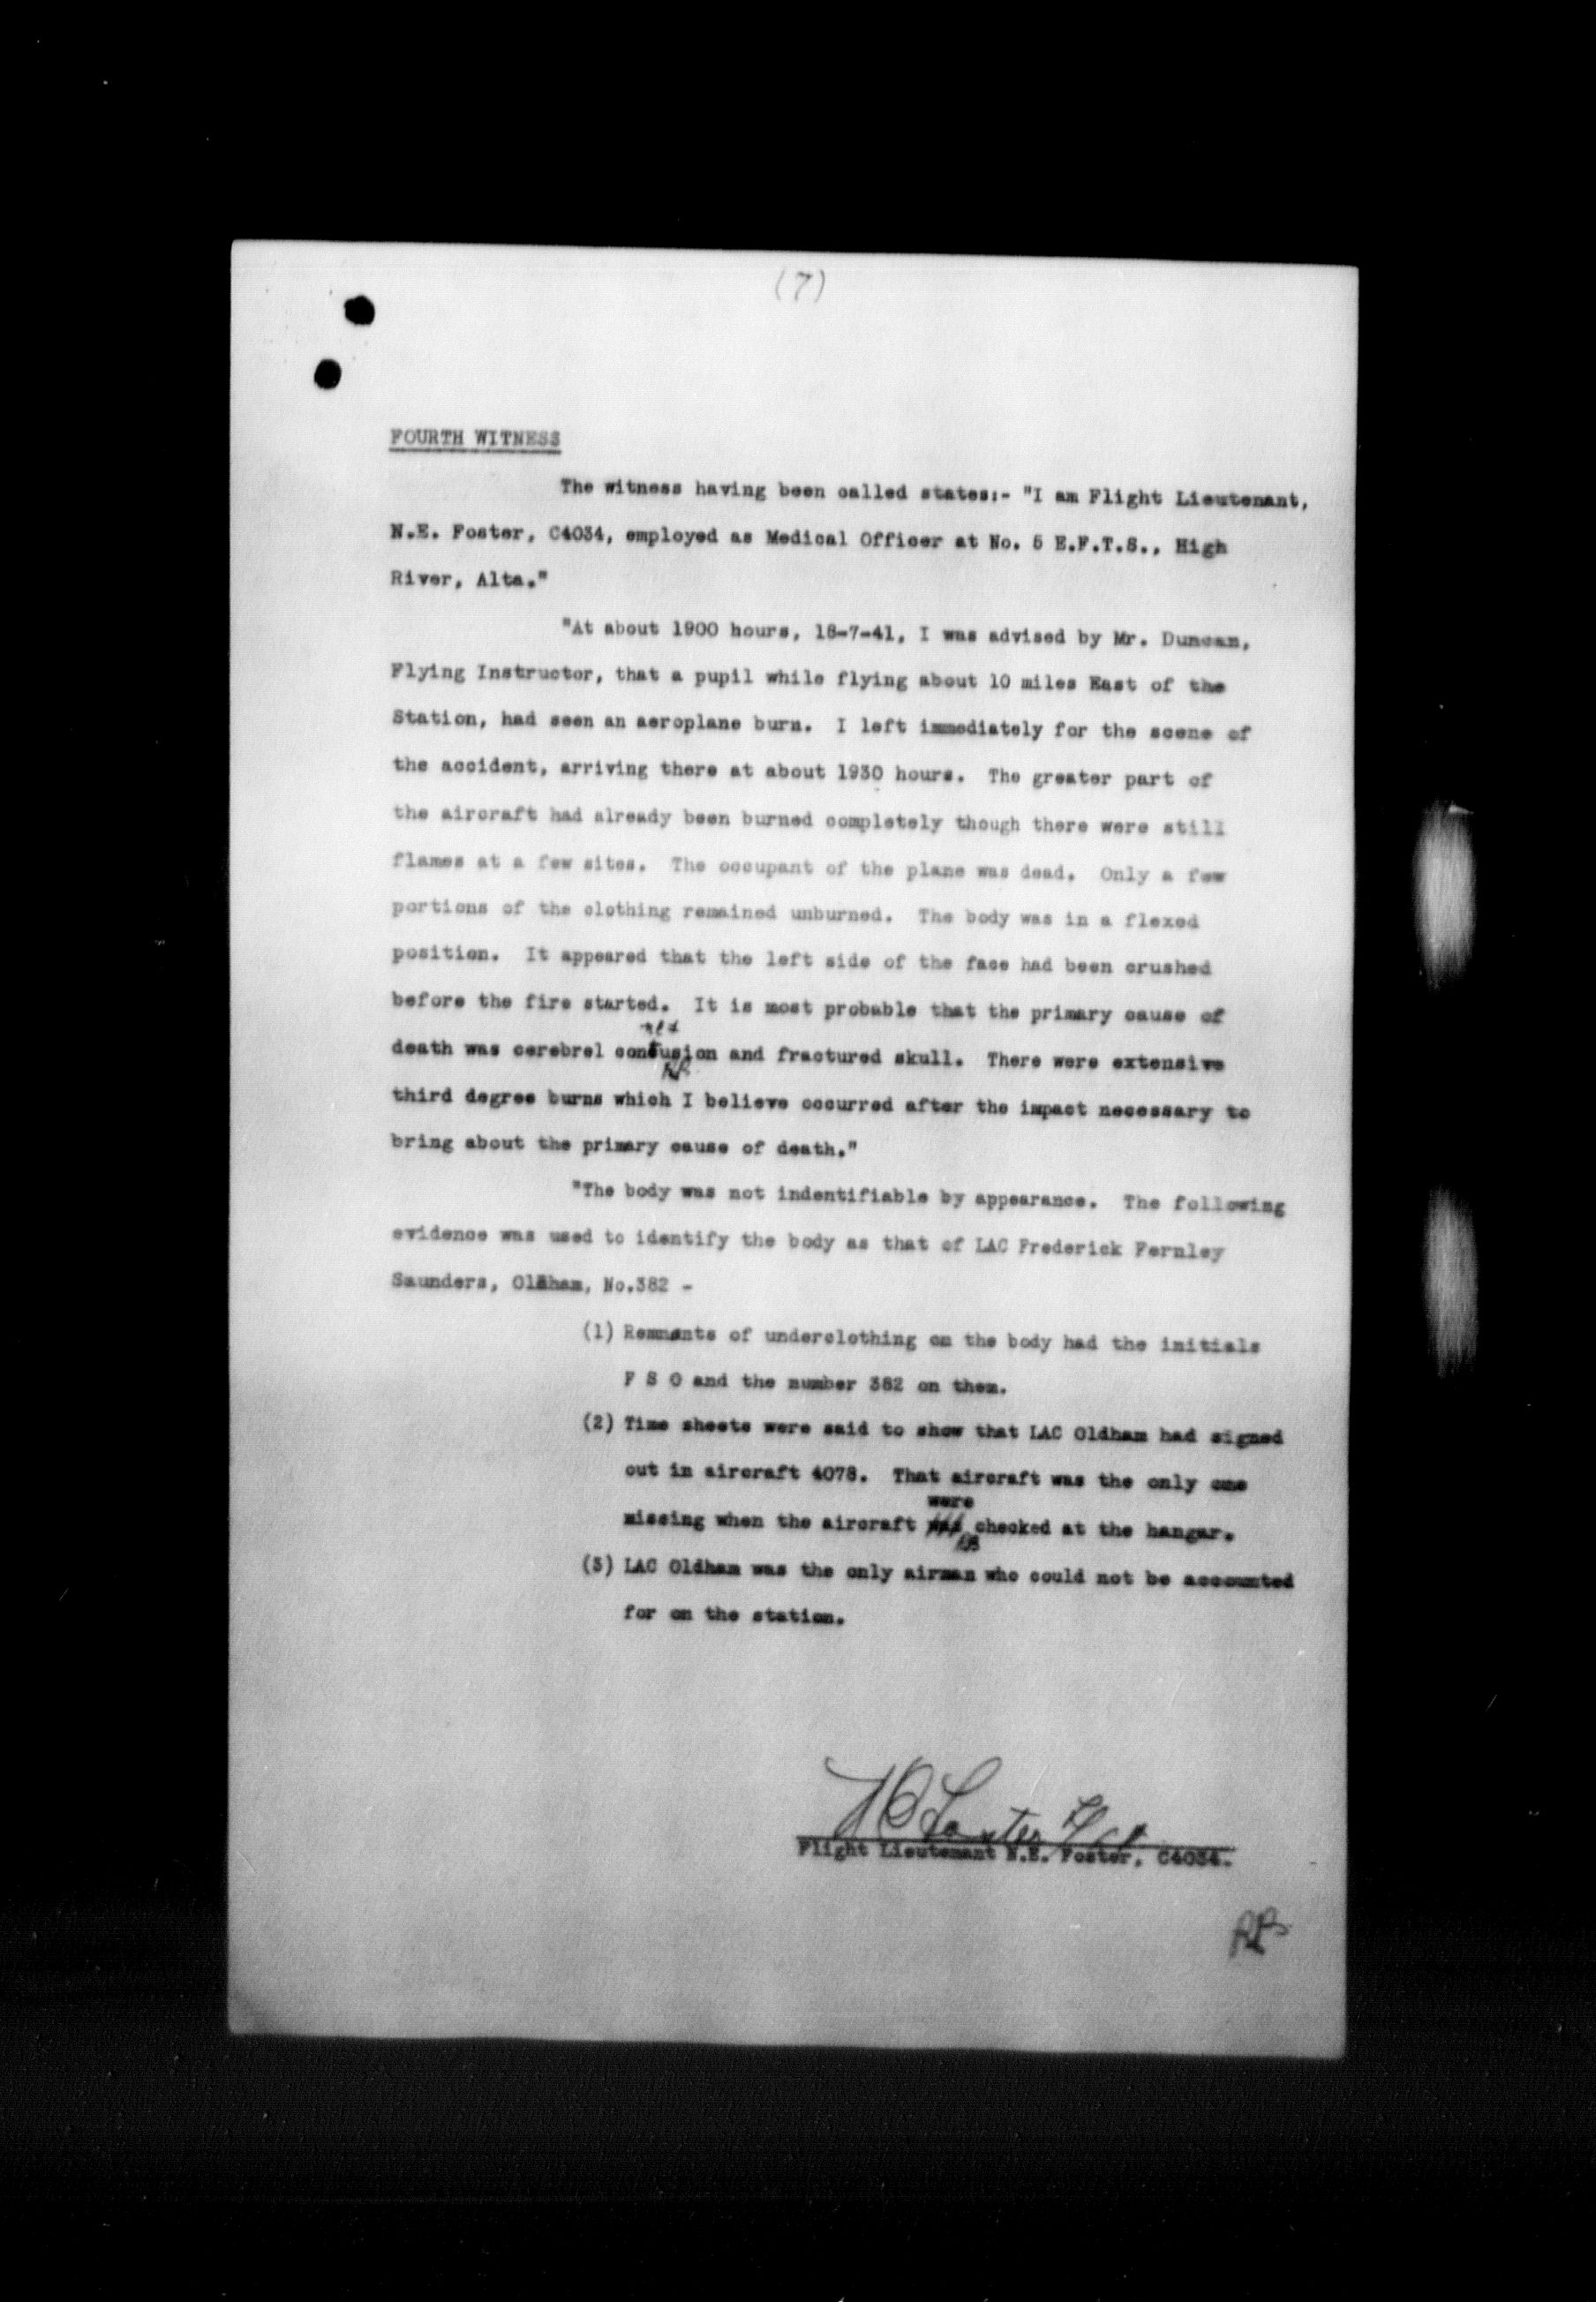 (7)
FOURTH WITNESS
The witness having been called states:- "I am Flight Lieutenant,
N.E. Foster, C4034, employed as Medical Officer at No. 5 E.F.T.S., High
River, Alta."
"At about 1900 hours, 18-7-41, I was advised by Mr. Duncan,
Flying Instructor, that a pupil while flying about 10 miles East of the
Station, had seen an aeroplane burn. I left immediately for the scene of
the accident, arriving there at about 1930 hours. The greater part of
the aircraft had already been burned completely though there were still
flames at a few sites. The occupant of the plane was dead. Only a few
portions of the clothing remained unburned. The body was in a flexed
position. It appeared that the left side of the face had been crushed
before the fire started. It is most probable that the primary cause of
death was cerebrel contusion and fractured skull. There were extensive
third degree burns which I believe occurred after the impact necessary to
bring about the primary cause of death."
"The body was not indentifiable by appearance. The following
evidence was used to identify the body as that of LAC Frederick Fernley
Saunders, Oldham, No.382 -
(1) Remnants of underclothing on the body had the initials
F S O and the number 382 on them.
(2) Time sheets were said to show that LAC Oldham had signed
out in aircraft 4078. That aircraft was the only one
were
missing when the aircraft was checked at the hangar.
(3) LAC Oldham was the only airman who could not be accounted
for on the station.
N E Foster F/Lt
Flight Lieutenant N.E. Foster, C4034.